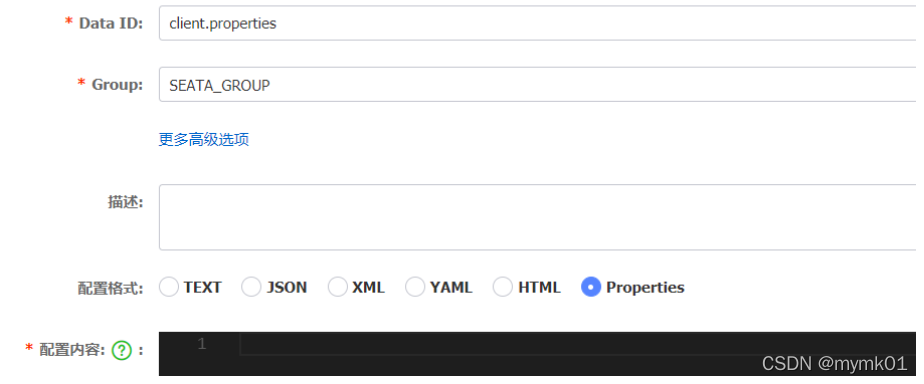 * Data ID: client.properties
* Group: SEATA_GROUP
更多高级选项
描述:
配置格式: TEXT JSON XML YAML HTML Properties
* 配置内容: ? : 1
CSDN @mymk01